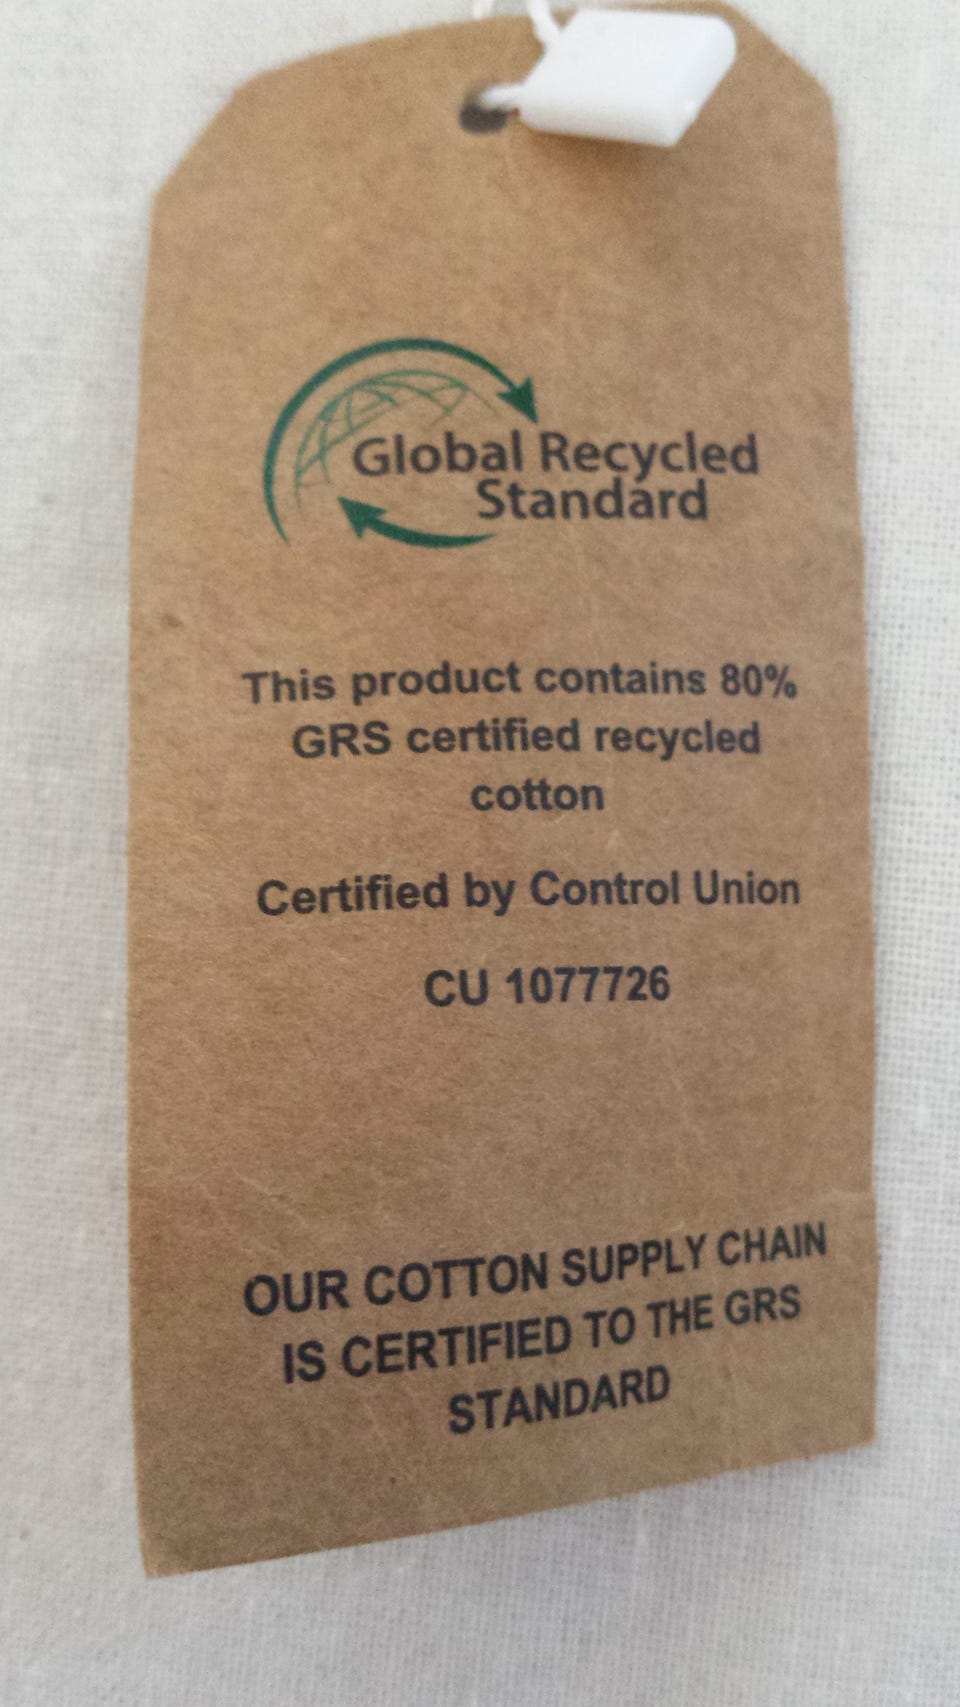 Global Recycled
Standard
This product contains 80%
GRS certified recycled
cotton
Certified by Control Union
CU 1077726
OUR COTTON SUPPLY CHAIN
IS CERTIFIED TO THE GRS
STANDARD